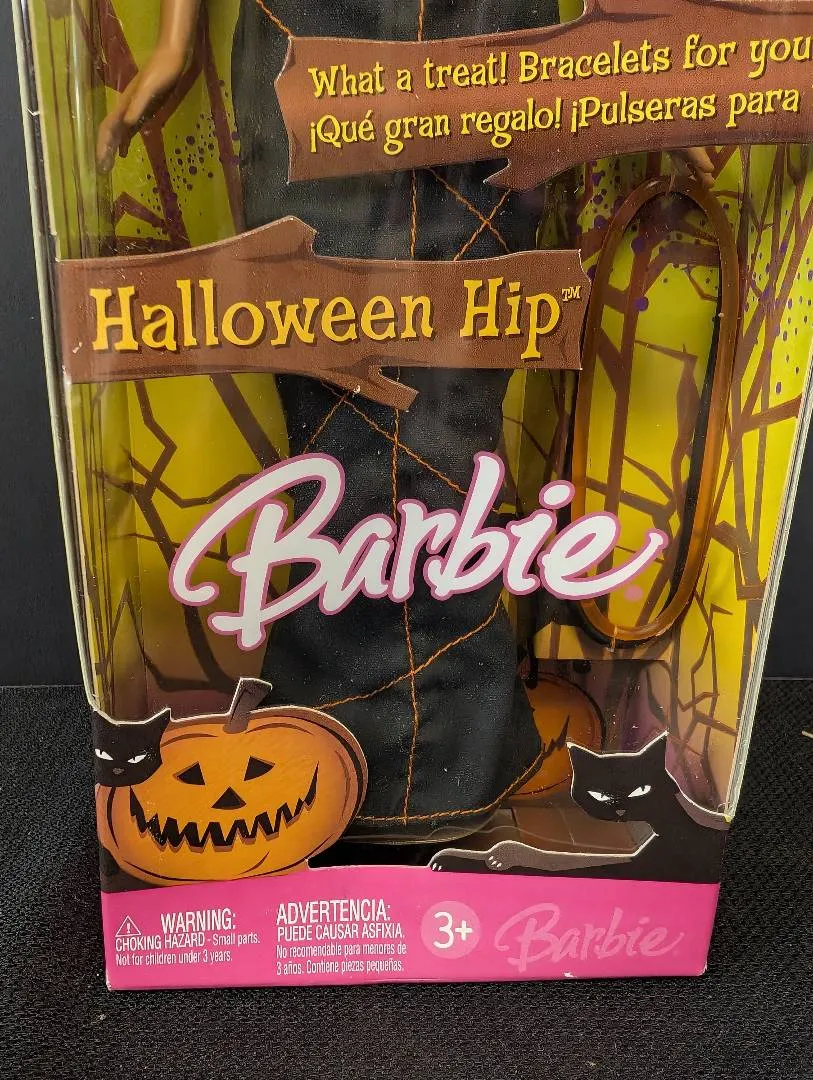 What a treat! Bracelets for you
¡Qué gran regalo! ¡Pulseras para
Halloween Hip™
Barbie
WARNING:
CHOKING HAZARD - Small parts.
Not for children under 3 years.
ADVERTENCIA:
PUEDE CAUSAR ASFIXIA.
No recomendable para menores de
3 años. Contiene piezas pequeñas.
3+
Barbie